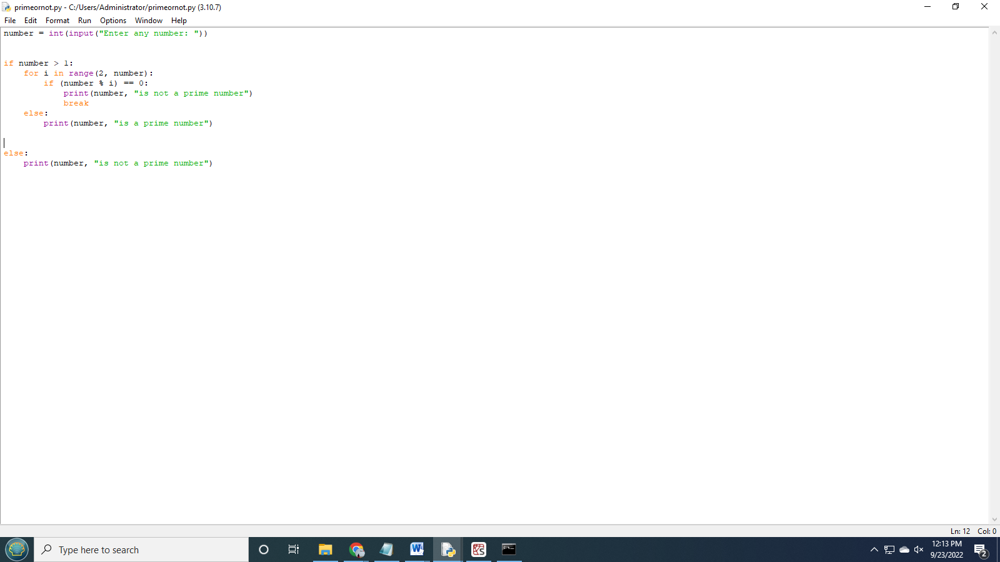 primeornot.py - C:/Users/Administrator/primeornot.py (3.10.7)
File Edit Format Run Options Window Help
number = int(input("Enter any number: "))
if number > 1:
    for i in range(2, number):
        if (number % i) == 0:
            print(number, "is not a prime number")
            break
    else:
        print(number, "is a prime number")
else:
    print(number, "is not a prime number")
Ln: 12 Col: 0
Type here to search
12:13 PM
9/23/2022
2